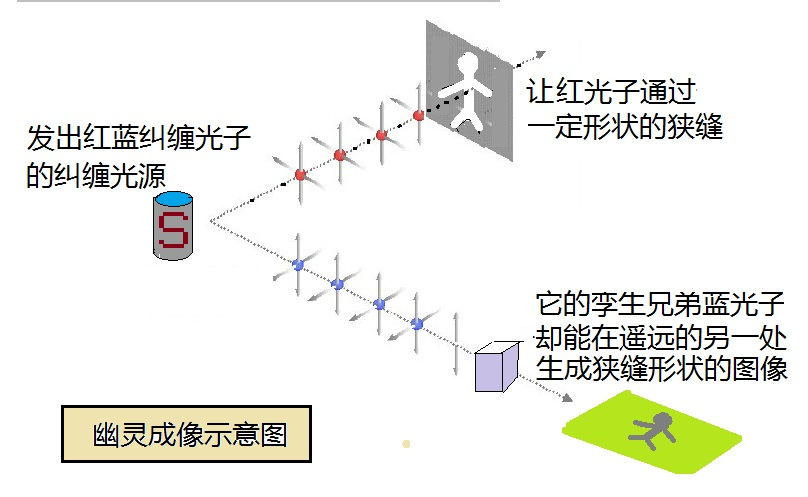 发出红蓝纠缠光子
的纠缠光源
S
让红光子通过
一定形状的狭缝
它的孪生兄弟蓝光子
却能在遥远的另一处
生成狭缝形状的图像
幽灵成像示意图